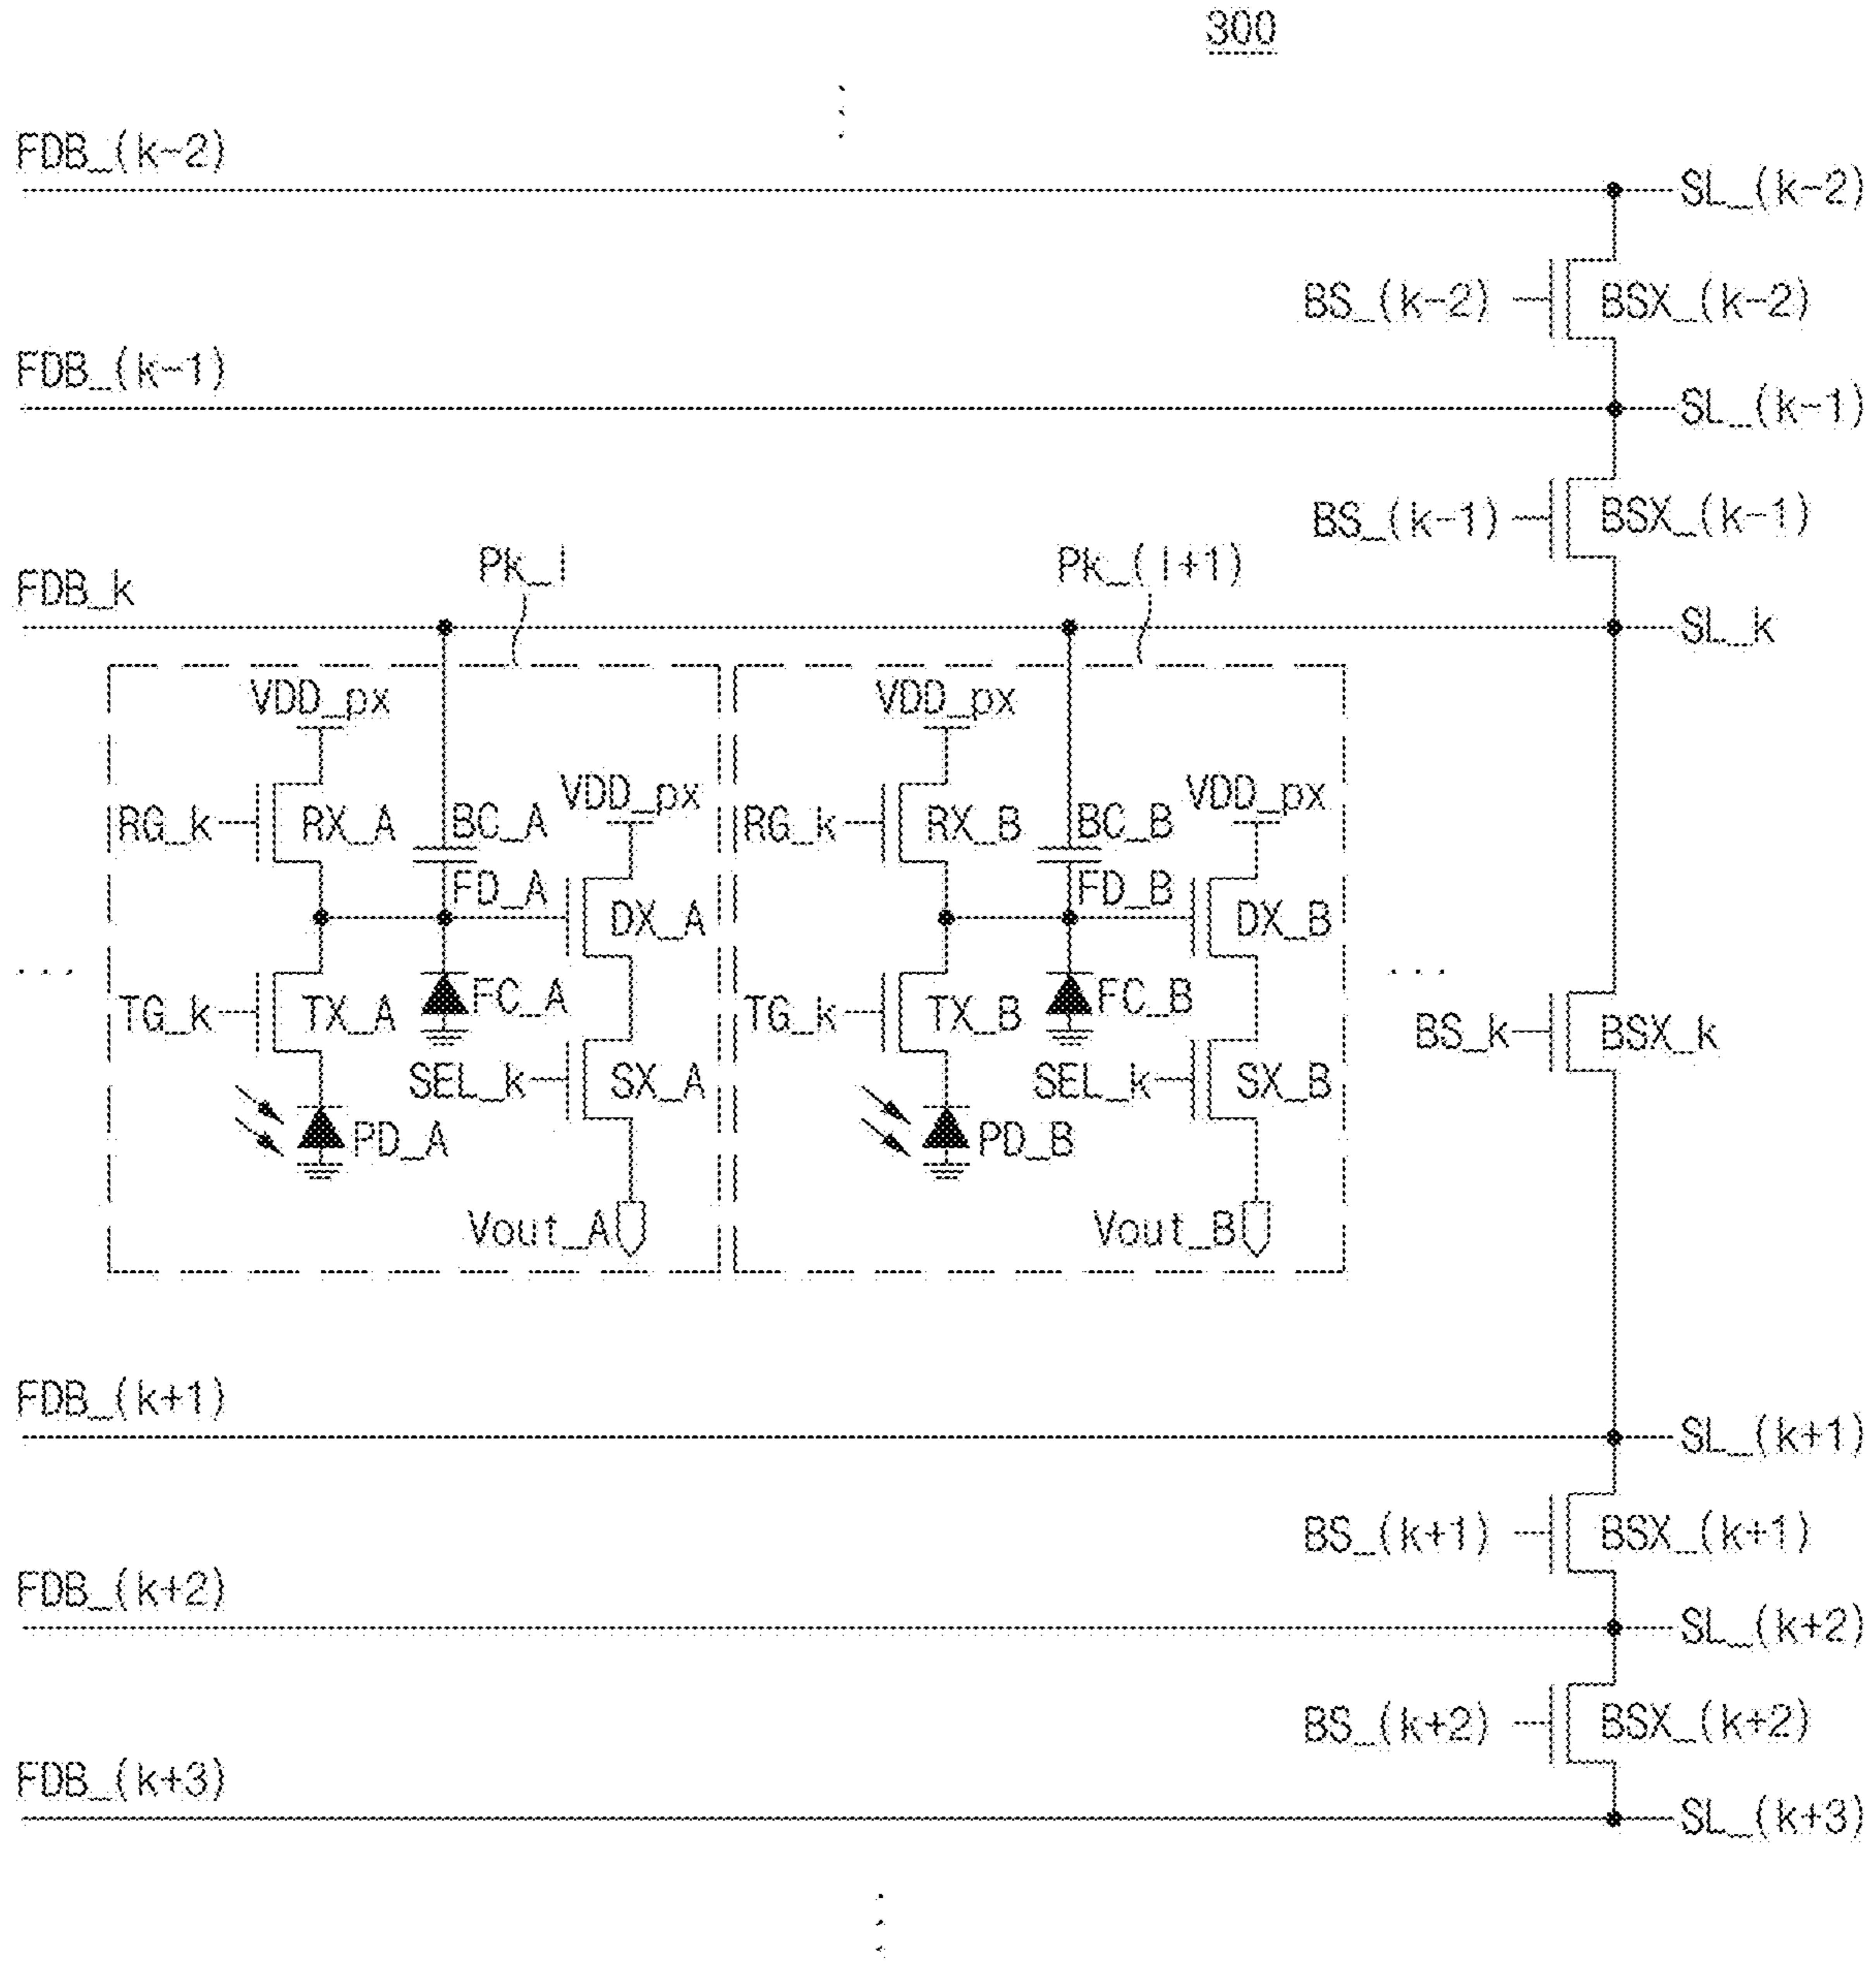 300
FDB_(k-2)
SL_(k-2)
BS_(k-2)
BSX_(k-2)
FDB_(k-1)
SL_(k-1)
BS_(k-1)
BSX_(k-1)
Pk_i
Pk_(i+1)
FDB_k
SL_k
VDD_px
VDD_px
VDD_px
VDD_px
RG_k
RX_A
BC_A
RG_k
RX_B
BC_B
FD_A
DX_A
FD_B
DX_B
...
TG_k
TX_A
FC_A
TG_k
TX_B
FC_B
...
BS_k
BSX_k
SEL_k
SX_A
SEL_k
SX_B
PD_A
PD_B
Vout_A
Vout_B
FDB_(k+1)
SL_(k+1)
BS_(k+1)
BSX_(k+1)
FDB_(k+2)
SL_(k+2)
BS_(k+2)
BSX_(k+2)
FDB_(k+3)
SL_(k+3)